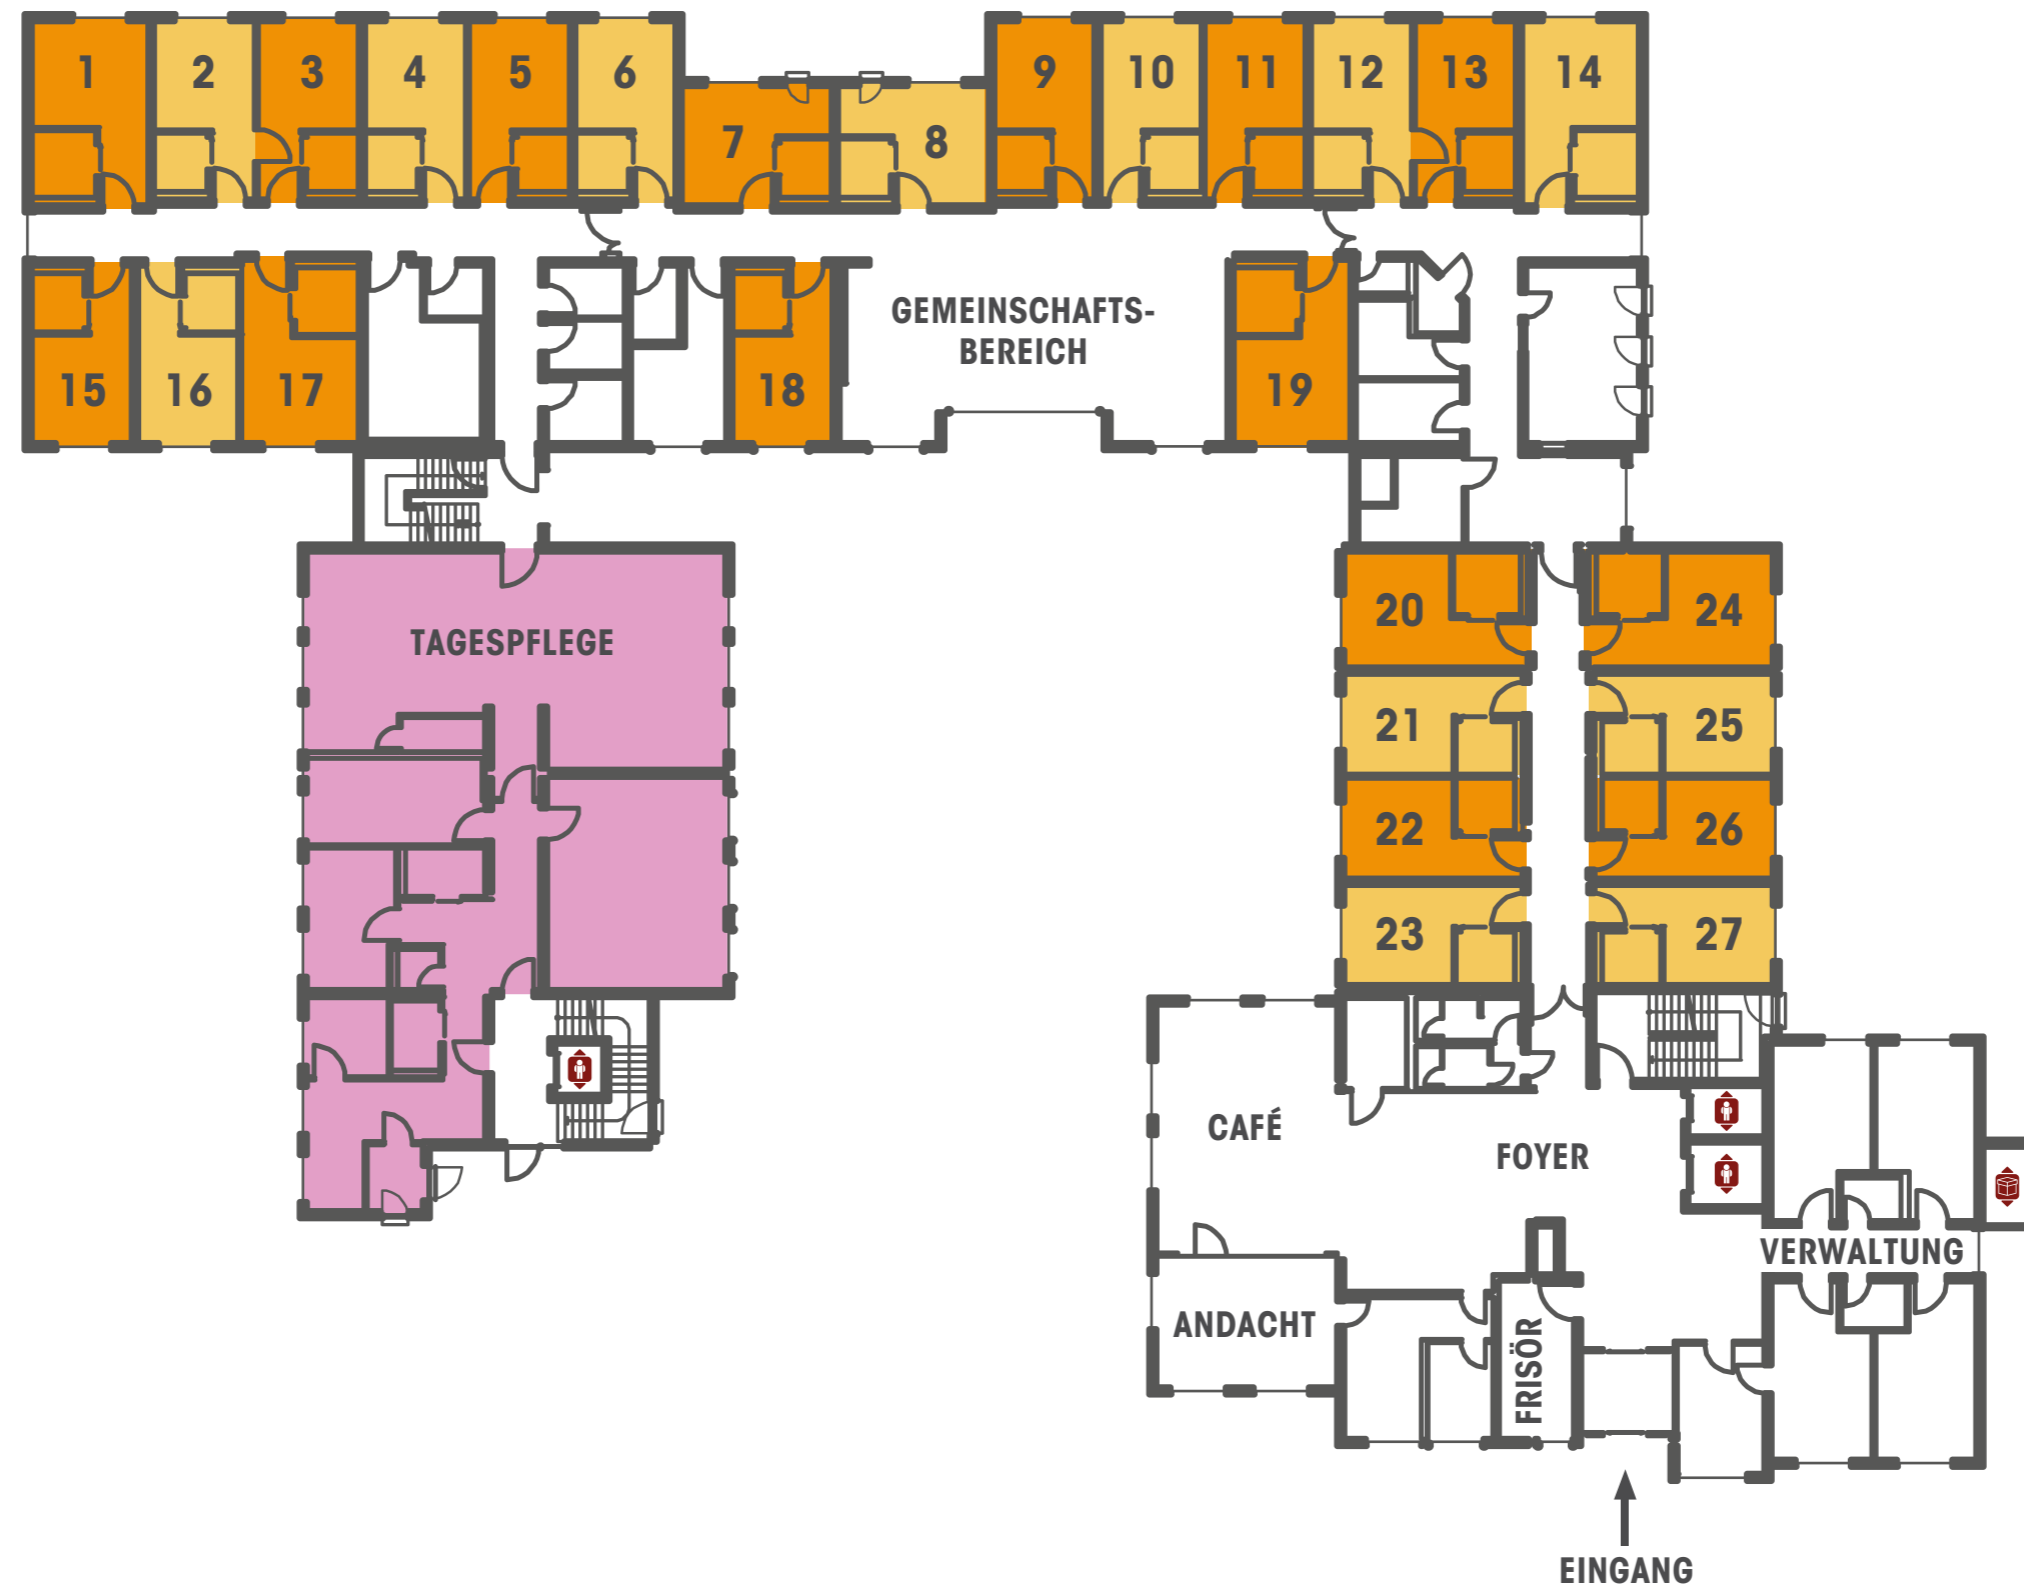 1 2 3 4 5 6 7 8 9 10 11 12 13 14
15 16 17 18 GEMEINSCHAFTS-
BEREICH 19
TAGESPFLEGE
20 24
21 25
22 26
23 27
CAFÉ
FOYER
VERWALTUNG
ANDACHT
FRISÖR
EINGANG